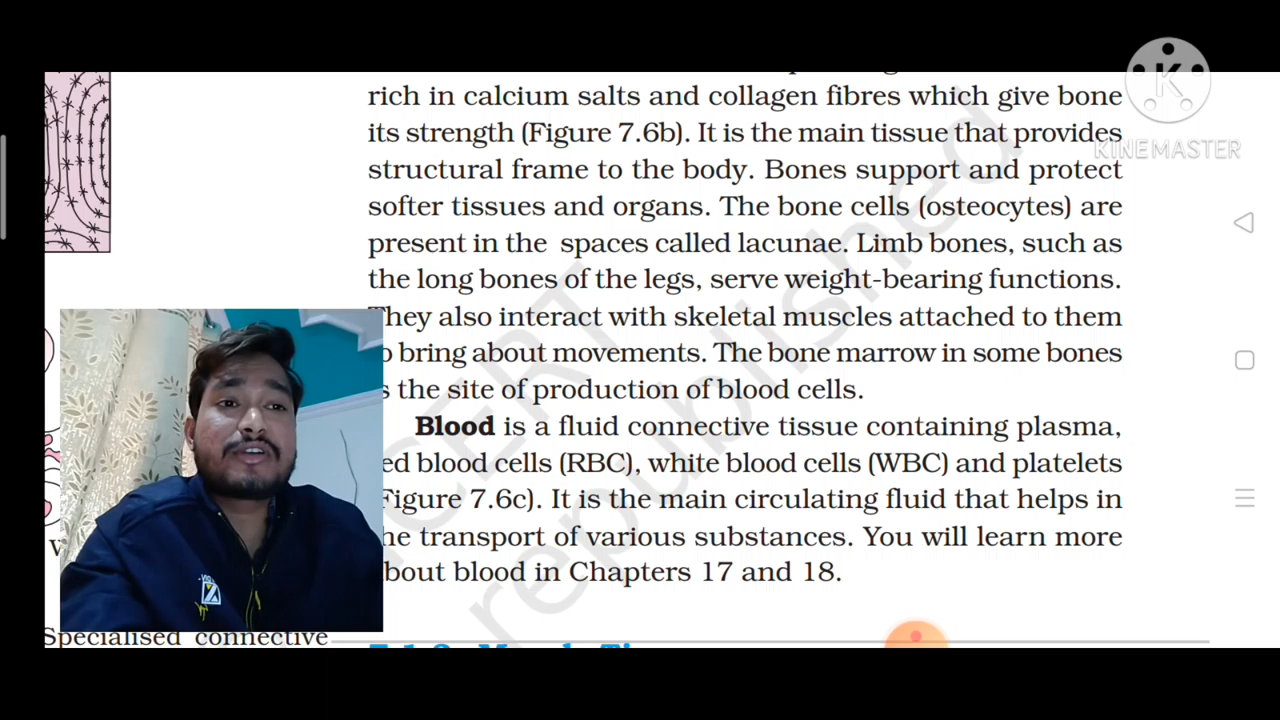 rich in calcium salts and collagen fibres which give bone
its strength (Figure 7.6b). It is the main tissue that provides
structural frame to the body. Bones support and protect
softer tissues and organs. The bone cells (osteocytes) are
present in the spaces called lacunae. Limb bones, such as
the long bones of the legs, serve weight-bearing functions.
They also interact with skeletal muscles attached to them
bring about movements. The bone marrow in some bones
the site of production of blood cells.
Blood is a fluid connective tissue containing plasma,
ed blood cells (RBC), white blood cells (WBC) and platelets
Figure 7.6c). It is the main circulating fluid that helps in
he transport of various substances. You will learn more
bout blood in Chapters 17 and 18.
Specialised connective
K
KINEMASTER
republished